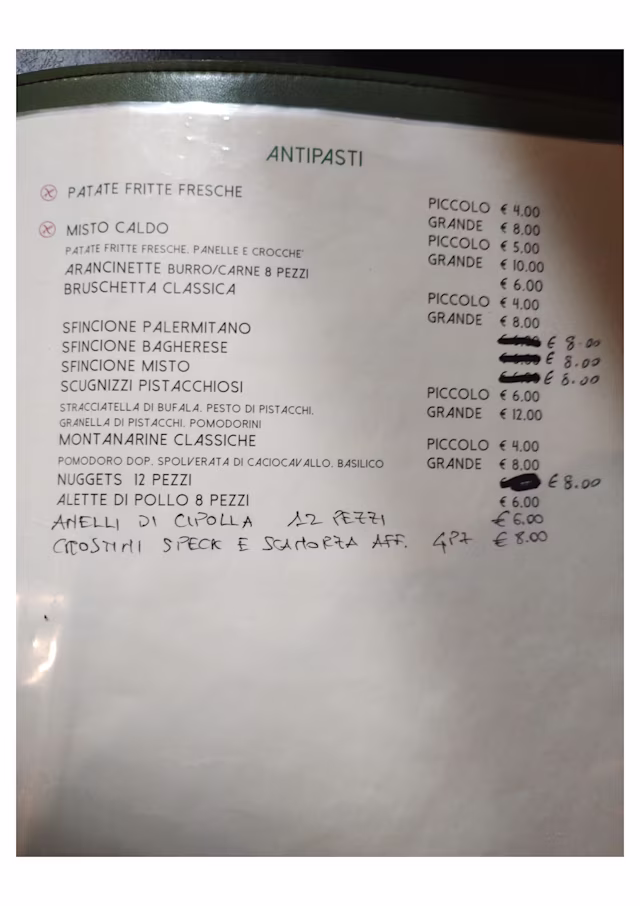 ANTIPASTI
PATATE FRITTE FRESCHE PICCOLO € 4.00
GRANDE € 8.00
MISTO CALDO PICCOLO € 5.00
PATATE FRITTE FRESCHE, PANELLE E CROCCHE' GRANDE € 10.00
ARANCINETTE BURRO/CARNE 8 PEZZI € 6.00
BRUSCHETTA CLASSICA PICCOLO € 4.00
GRANDE € 8.00
SFINCIONE PALERMITANO € 8.00
SFINCIONE BAGHERESE € 8.00
SFINCIONE MISTO € 8.00
SCUGNIZZI PISTACCHIOSI PICCOLO € 6.00
STRACCIATELLA DI BUFALA, PESTO DI PISTACCHI, GRANDE € 12.00
GRANELLA DI PISTACCHI, POMODORINI
MONTANARINE CLASSICHE PICCOLO € 4.00
POMODORO DOP, SPOLVERATA DI CACIOCAVALLO, BASILICO GRANDE € 8.00
NUGGETS 12 PEZZI € 8.00
ALETTE DI POLLO 8 PEZZI € 6.00
ANELLI DI CIPOLLA 12 PEZZI € 6.00
CROSTINI SPECK E SCAMORZA AFF. 4PZ € 8.00